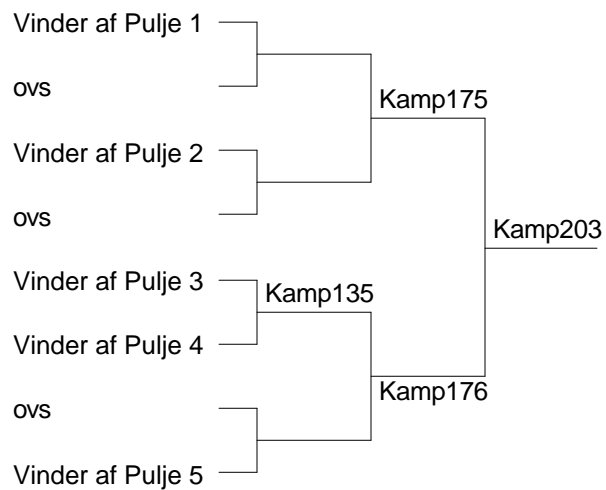 Vinder af Pulje 1
ovs
Kamp175
Vinder af Pulje 2
ovs
Kamp203
Vinder af Pulje 3
Kamp135
Vinder af Pulje 4
Kamp176
ovs
Vinder af Pulje 5